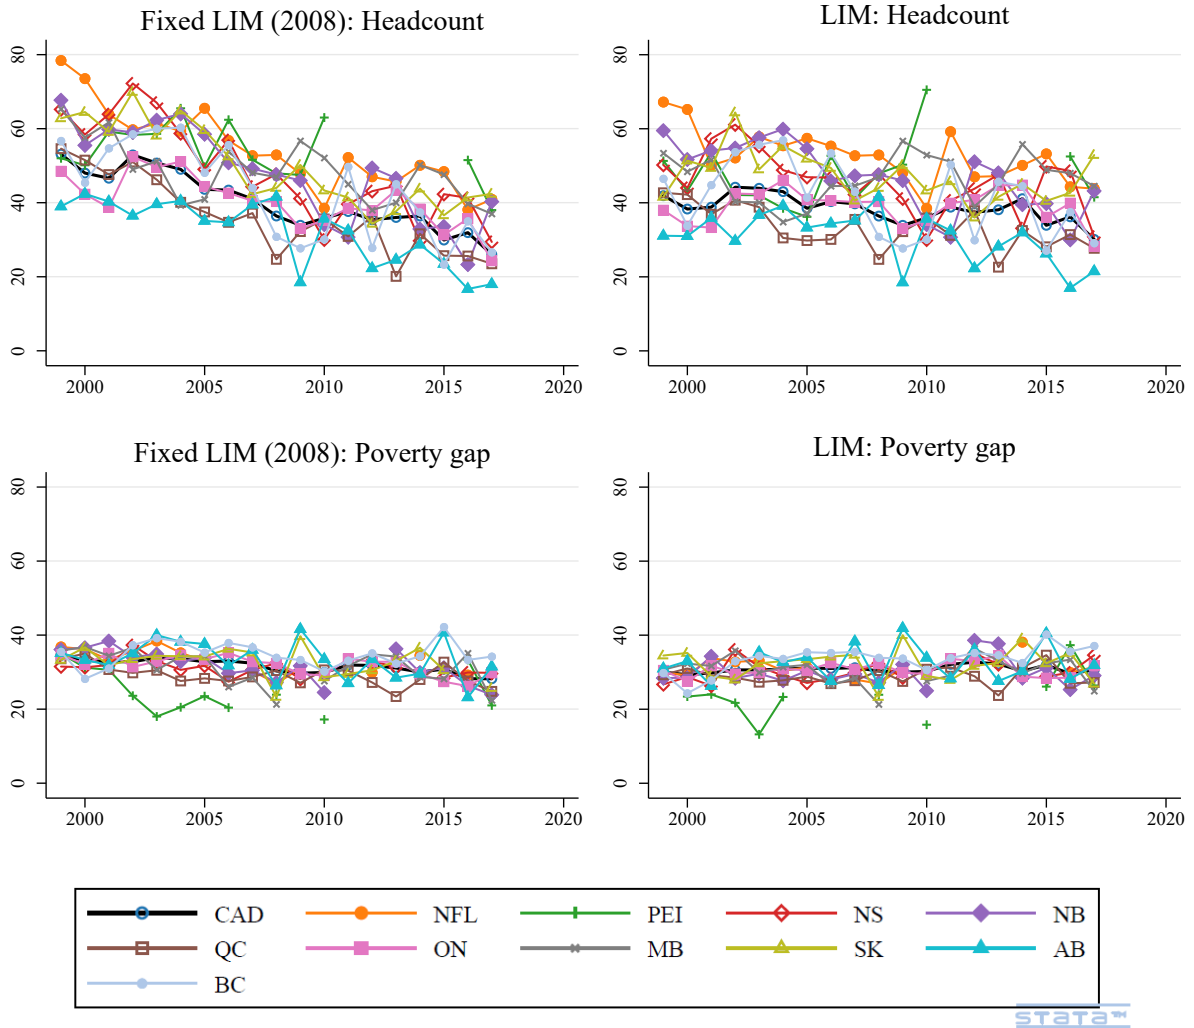 Fixed LIM (2008): Headcount
80
60
40
20
0
2000 2005 2010 2015 2020
LIM: Headcount
80
60
40
20
0
2000 2005 2010 2015 2020
Fixed LIM (2008): Poverty gap
80
60
40
20
0
2000 2005 2010 2015 2020
LIM: Poverty gap
80
60
40
20
0
2000 2005 2010 2015 2020
CAD NFL PEI NS NB
QC ON MB SK AB
BC
STATA™